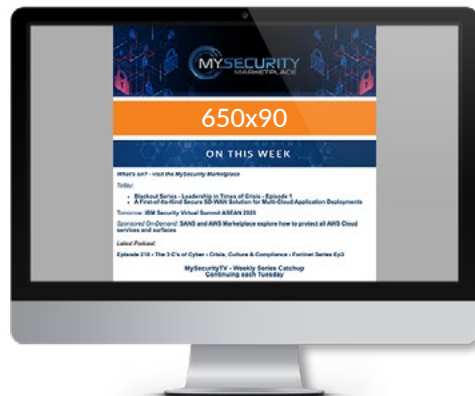 MYSECURITY
MARKETPLACE
650x90
ON THIS WEEK
What's on? - visit the MySecurity Marketplace
Today:
Blackout Series - Leadership in Times of Crisis - Episode 1
A First-of-Its-Kind Secure SD-WAN Solution for Multi-Cloud Application Deployments
Tomorrow: IBM Security Virtual Summit ASEAN 2020
Sponsored On-Demand: SANS and AWS Marketplace explore how to protect all AWS Cloud
services and surfaces
Latest Podcast:
Episode 216 - The 3 C's of Cyber - Crisis, Culture & Compliance - Fortinet Series Ep3
MySecurityTV - Weekly Series Catchup
Continuing each Tuesday